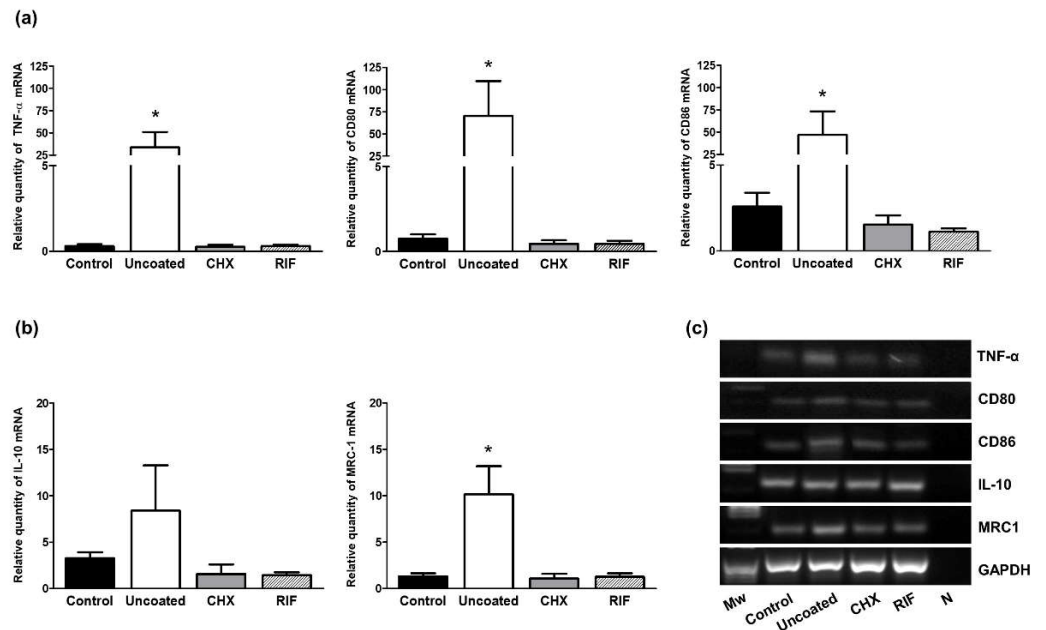 (a)
Relative quantity of TNF-α mRNA
125
100
75
50
25
5
0
*
Control Uncoated CHX RIF
Relative quantity of CD80 mRNA
125
100
75
50
25
5
0
*
Control Uncoated CHX RIF
Relative quantity of CD86 mRNA
125
100
75
50
25
5
0
*
Control Uncoated CHX RIF
(b)
Relative quantity of IL-10 mRNA
20
15
10
5
0
Control Uncoated CHX RIF
Relative quantity of MRC-1 mRNA
20
15
10
5
0
*
Control Uncoated CHX RIF
(c)
TNF-α
CD80
CD86
IL-10
MRC1
GAPDH
Mw Control Uncoated CHX RIF N